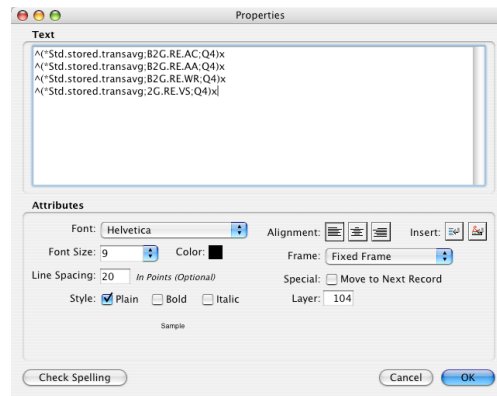 Properties
Text
^(*Std.stored.transavg;B2G.RE.AC;Q4)x
^(*Std.stored.transavg;B2G.RE.AA;Q4)x
^(*Std.stored.transavg;B2G.RE.WR;Q4)x
^(*Std.stored.transavg;2G.RE.VS;Q4)x
Attributes
Font: Helvetica Alignment: Insert:
Font Size: 9 Color: Frame: Fixed Frame
Line Spacing: 20 In Points (Optional) Special: Move to Next Record
Style: Plain Bold Italic Layer: 104
Sample
Check Spelling Cancel OK